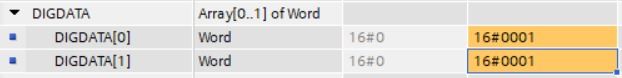 DIGDATA Array[0..1] of Word
DIGDATA[0] Word 16#0 16#0001
DIGDATA[1] Word 16#0 16#0001